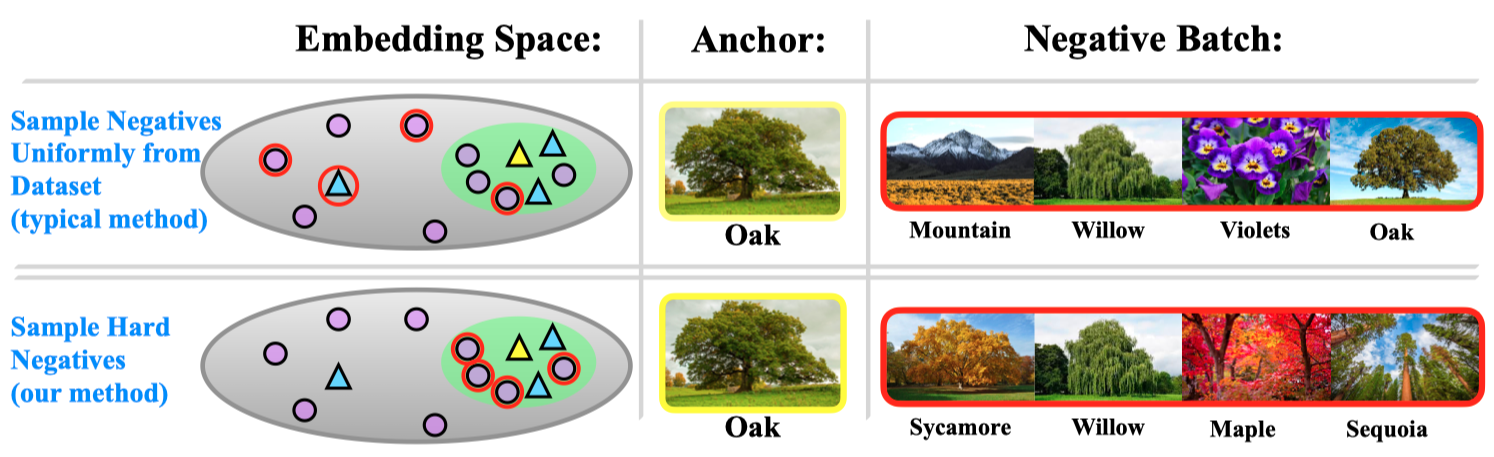 Embedding Space:
Anchor:
Negative Batch:
Sample Negatives
Uniformly from
Dataset
(typical method)
Oak
Mountain
Willow
Violets
Oak
Sample Hard
Negatives
(our method)
Oak
Sycamore
Willow
Maple
Sequoia